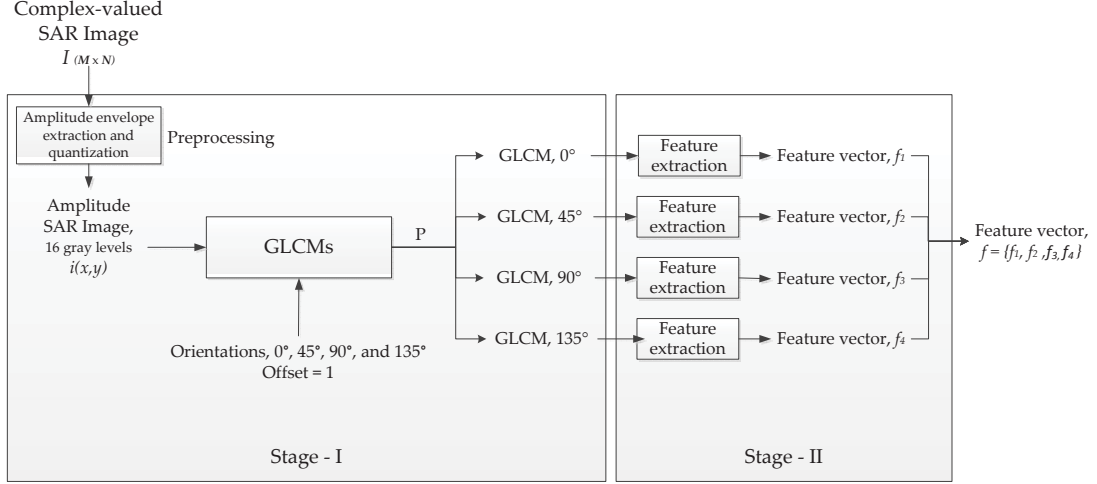 Complex-valued
SAR Image
I (M x N)
Amplitude envelope
extraction and
quantization
Preprocessing
Amplitude
SAR Image,
16 gray levels
i(x,y)
GLCMs
Orientations, 0°, 45°, 90°, and 135°
Offset = 1
P
GLCM, 0°
GLCM, 45°
GLCM, 90°
GLCM, 135°
Stage - I
Feature
extraction
Feature vector, f1
Feature
extraction
Feature vector, f2
Feature
extraction
Feature vector, f3
Feature
extraction
Feature vector, f4
Stage - II
Feature vector,
f = {f1, f2 ,f3, f4 }